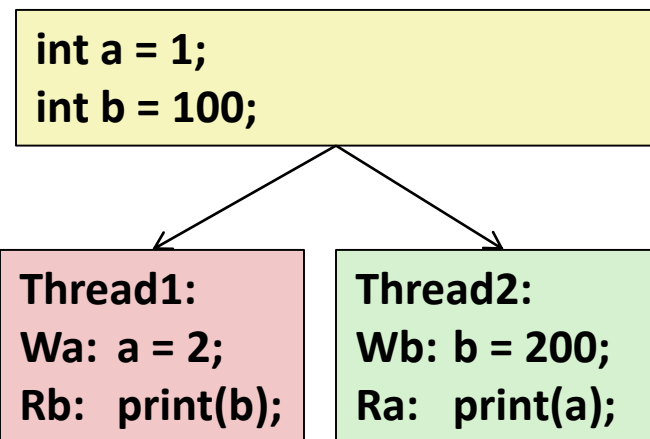 int a = 1;
int b = 100;
Thread1:
Wa: a = 2;
Rb: print(b);
Thread2:
Wb: b = 200;
Ra: print(a);